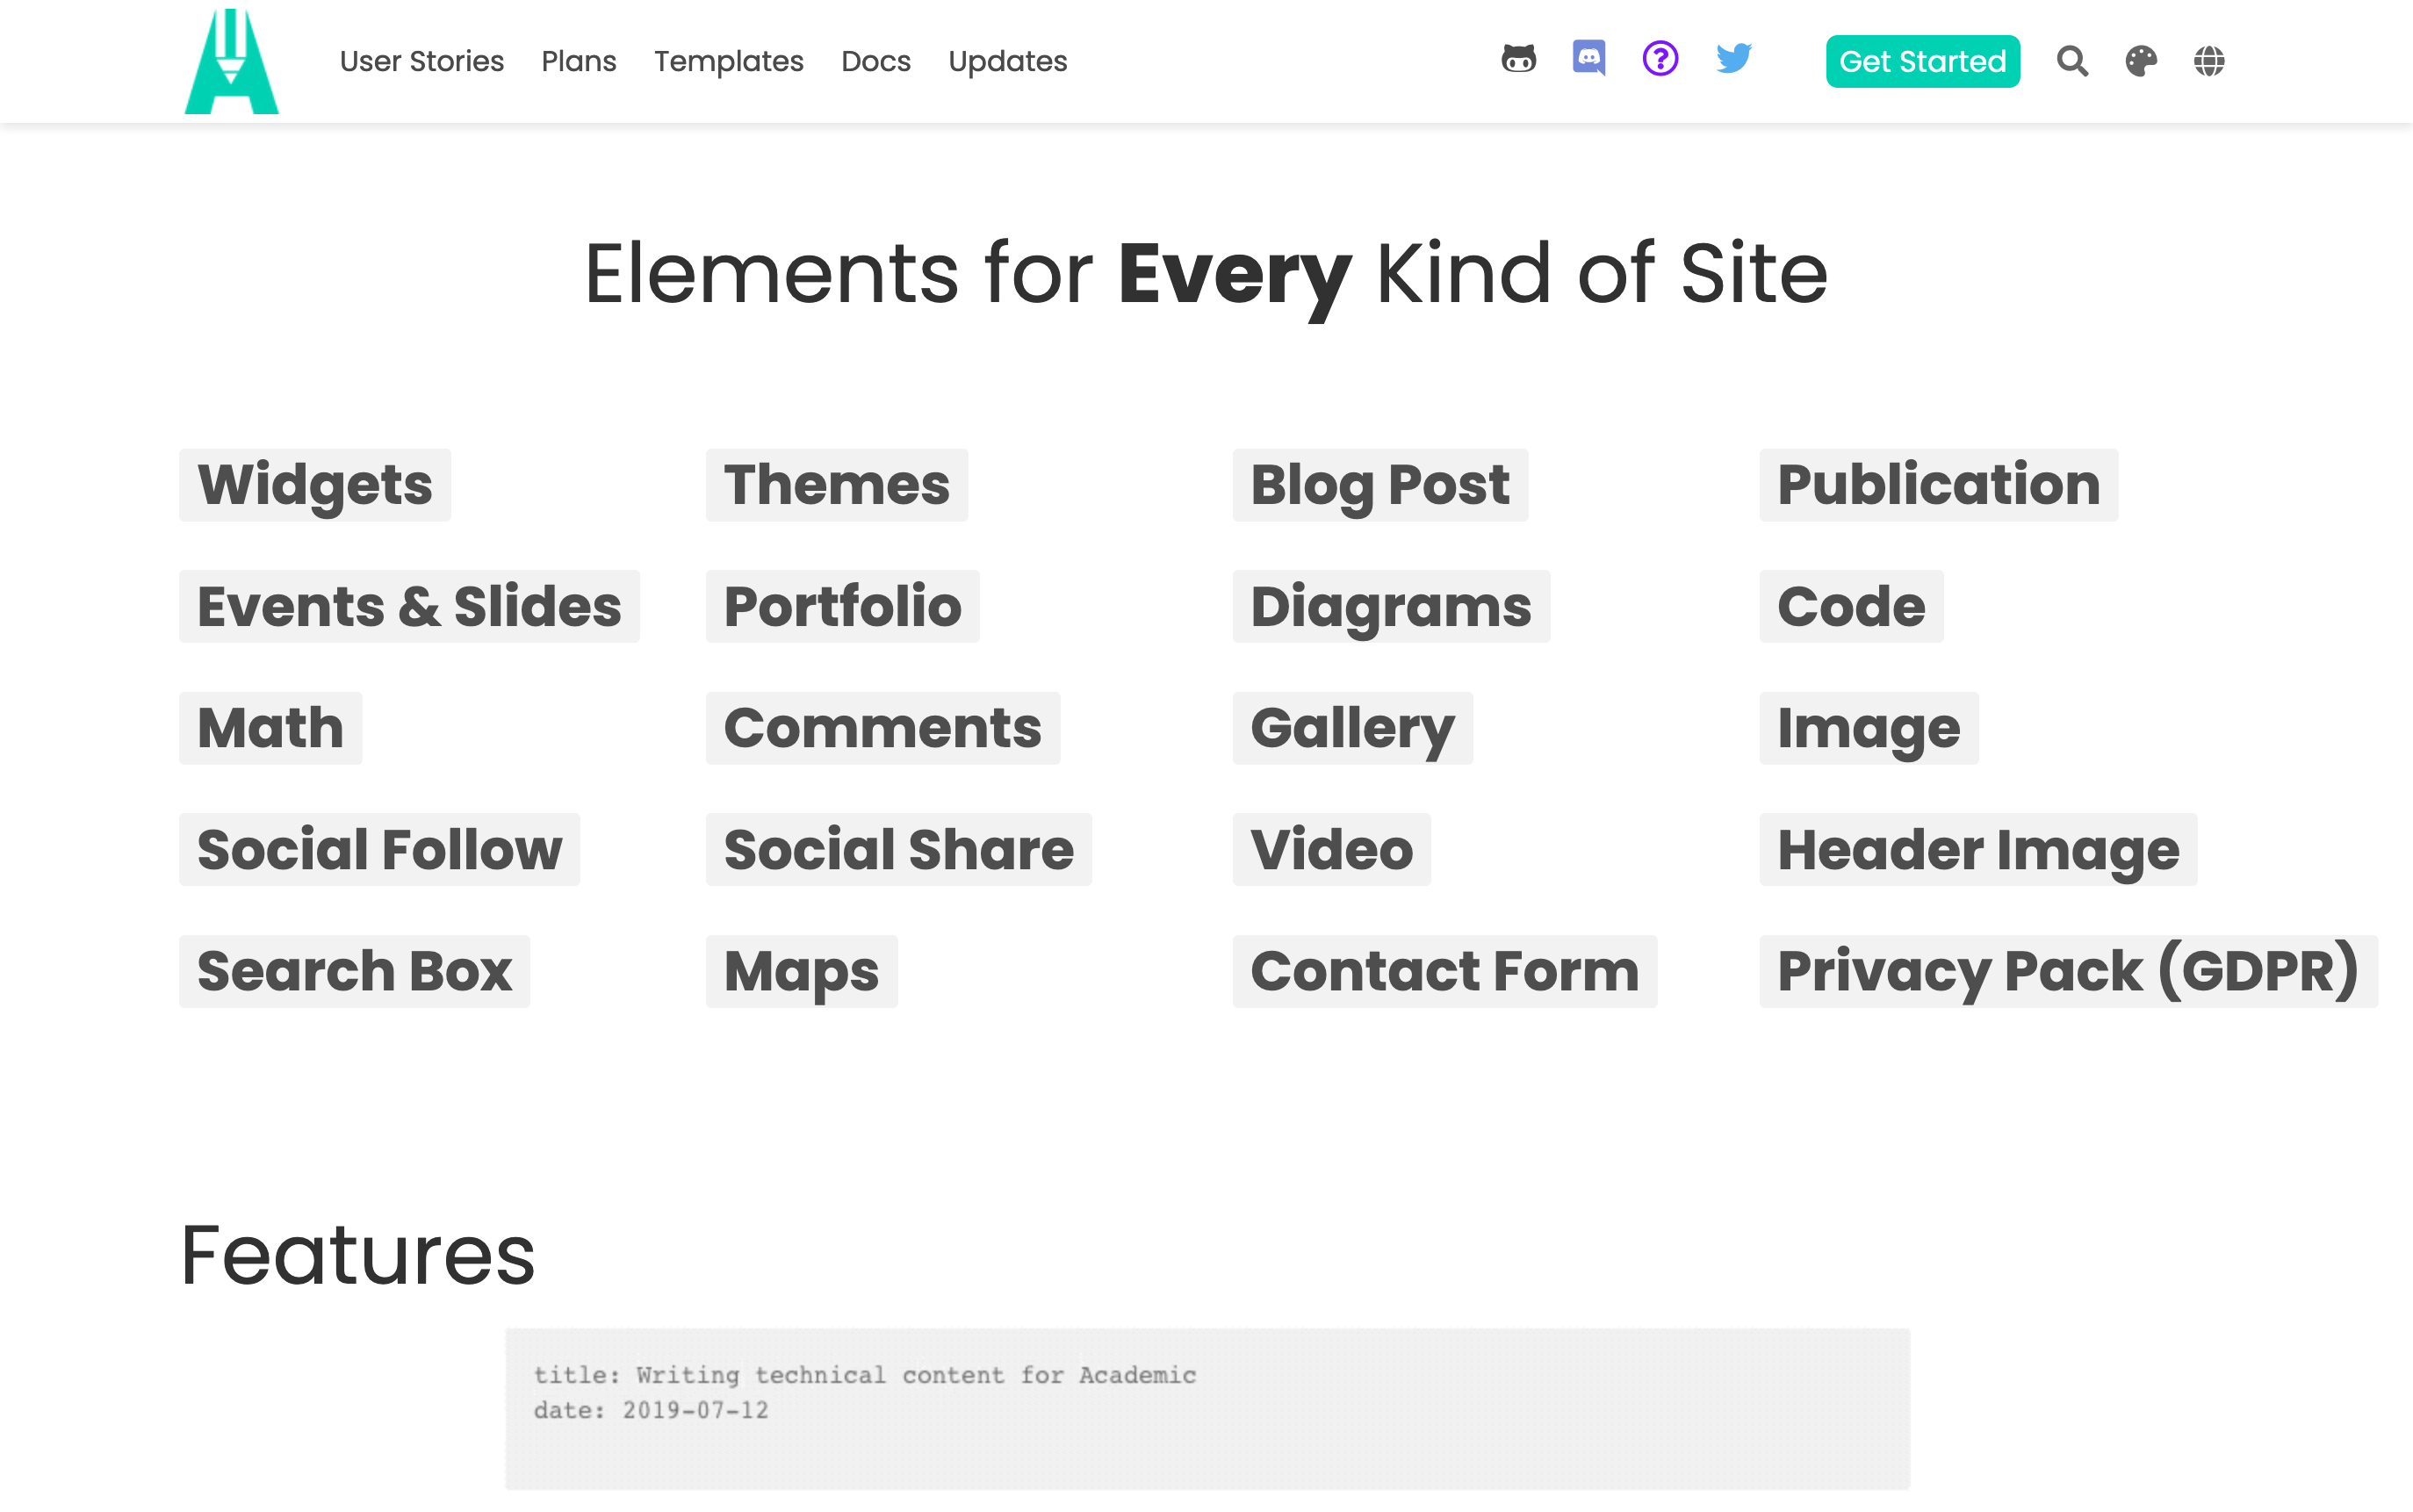 User Stories Plans Templates Docs Updates Get Started
Elements for Every Kind of Site
Widgets Themes Blog Post Publication
Events & Slides Portfolio Diagrams Code
Math Comments Gallery Image
Social Follow Social Share Video Header Image
Search Box Maps Contact Form Privacy Pack (GDPR)
Features
title: Writing technical content for Academic
date: 2019-07-12